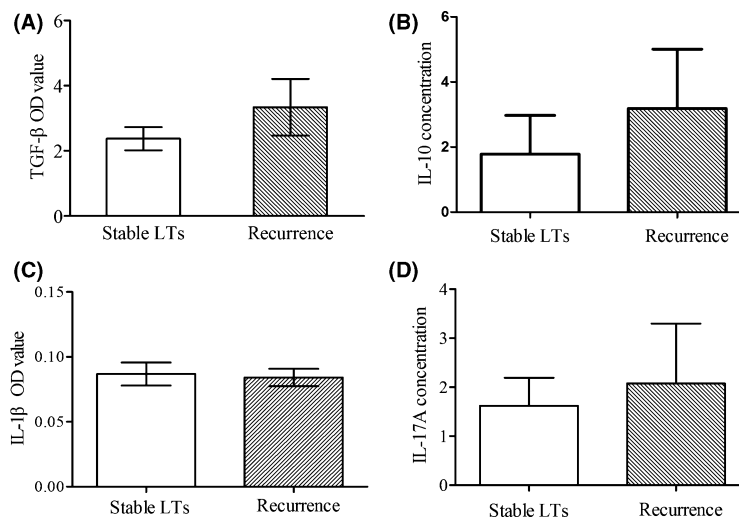 (A)
TGF-β OD value
6
4
2
0
Stable LTs
Recurrence
(B)
IL-10 concentration
6
4
2
0
Stable LTs
Recurrence
(C)
IL-1β OD value
0.15
0.10
0.05
0.00
Stable LTs
Recurrence
(D)
IL-17A concentration
4
3
2
1
0
Stable LTs
Recurrence